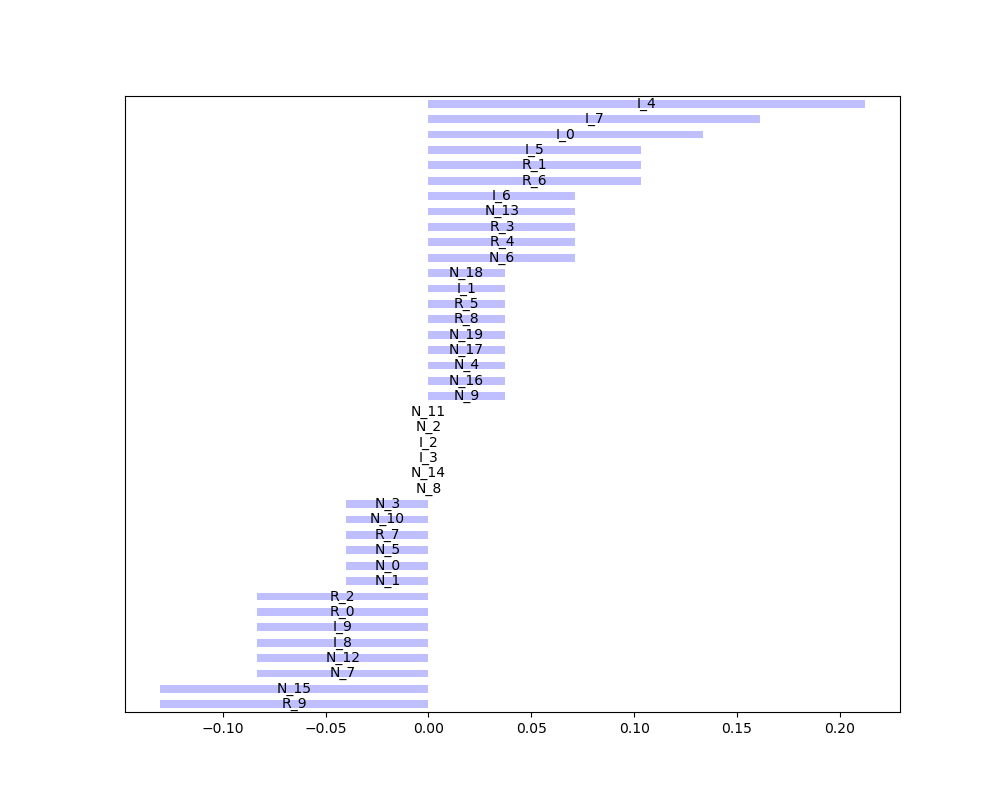 I_4
I_7
I_0
I_5
R_1
R_6
I_6
N_13
R_3
R_4
N_6
N_18
I_1
R_5
R_8
N_19
N_17
N_4
N_16
N_9
N_11
N_2
I_2
I_3
N_14
N_8
N_3
N_10
R_7
N_5
N_0
N_1
R_2
R_0
I_9
I_8
N_12
N_7
N_15
R_9
−0.10 −0.05 0.00 0.05 0.10 0.15 0.20